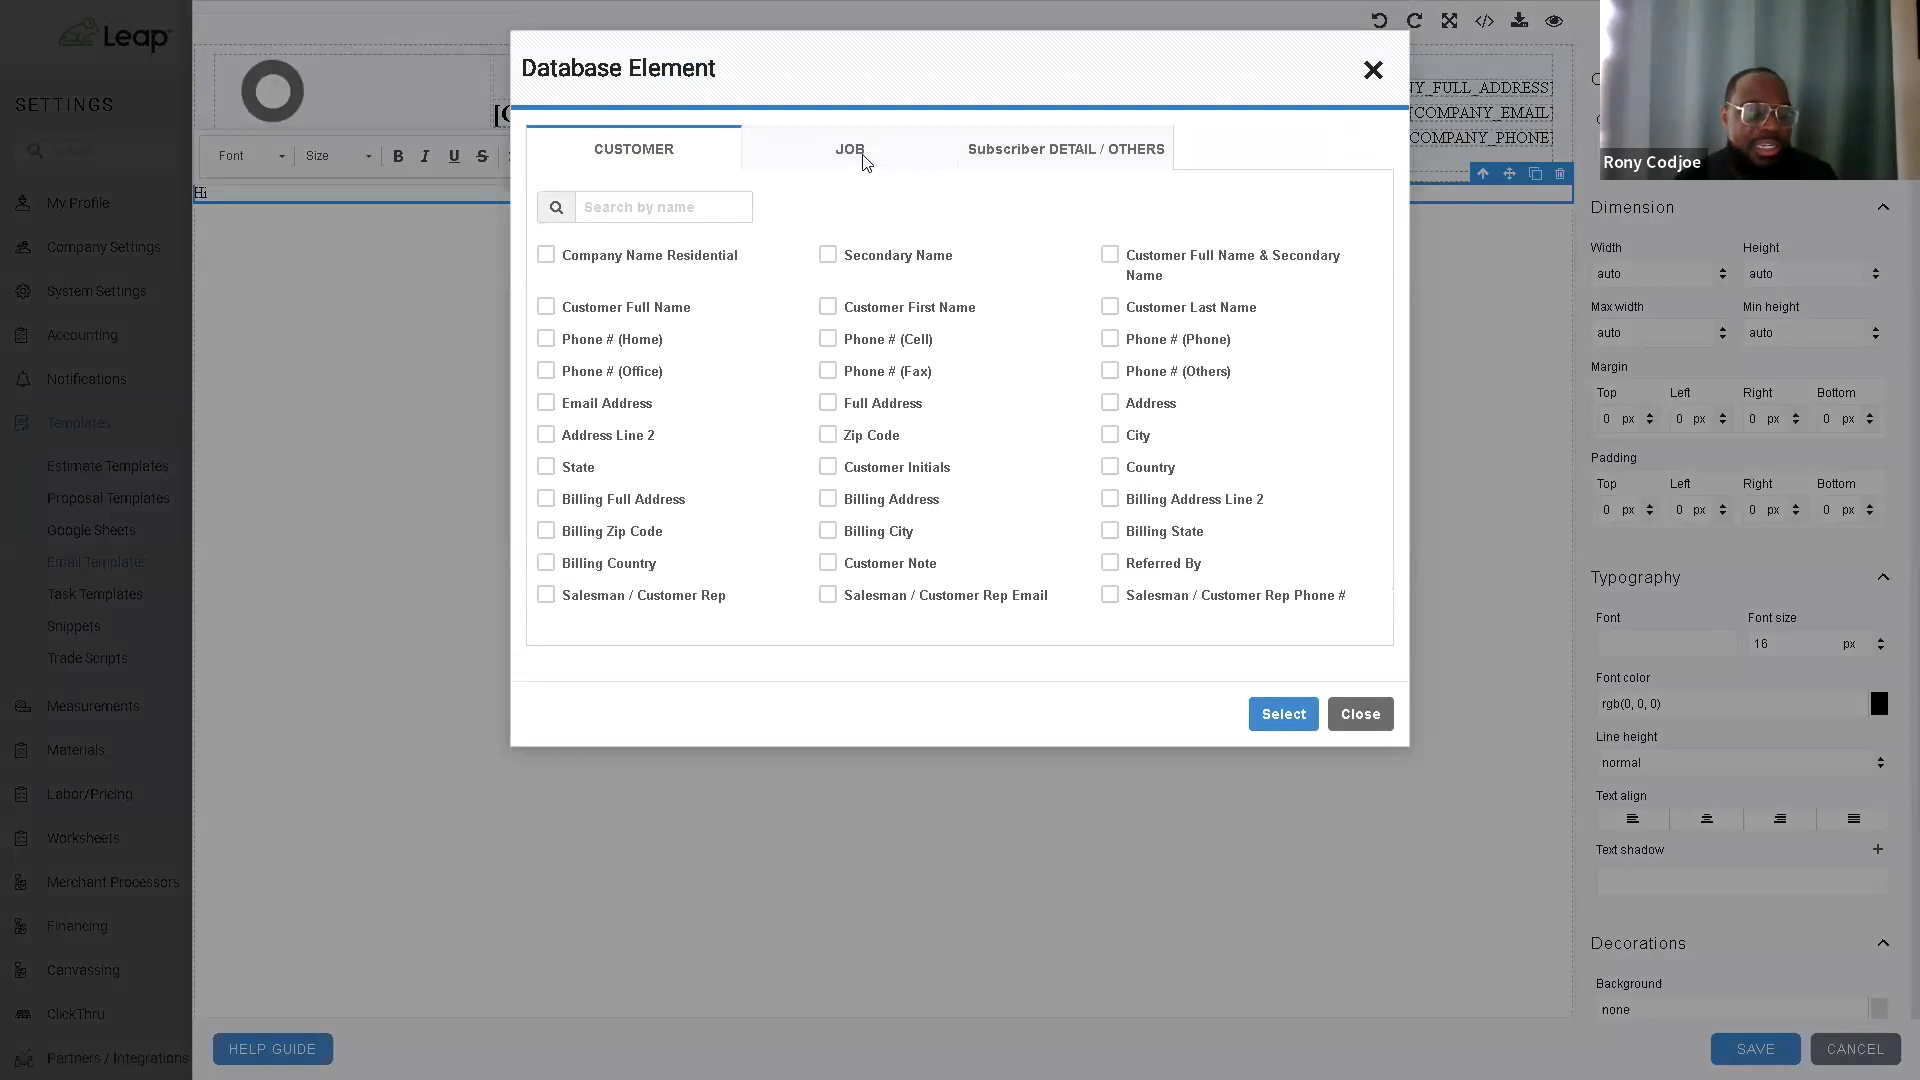 Leap
SETTINGS
My Profile
Company Settings
System Settings
Accounting
Notifications
Templates
Estimate Templates
Proposal Templates
Google Sheets
Email Templates
Task Templates
Snippets
Trade Scripts
Measurements
Materials
Labor/Pricing
Worksheets
Merchant Processors
Financing
Canvassing
ClickThru
Partners / Integrations
Font
Size
B I U S
Hi
NY_FULL_ADDRESS]
COMPANY_EMAIL]
COMPANY_PHONE]
Database Element
CUSTOMER
JOB
Subscriber DETAIL / OTHERS
Search by name
Company Name Residential
Secondary Name
Customer Full Name & Secondary
Name
Customer Full Name
Customer First Name
Customer Last Name
Phone # (Home)
Phone # (Cell)
Phone # (Phone)
Phone # (Office)
Phone # (Fax)
Phone # (Others)
Email Address
Full Address
Address
Address Line 2
Zip Code
City
State
Customer Initials
Country
Billing Full Address
Billing Address
Billing Address Line 2
Billing Zip Code
Billing City
Billing State
Billing Country
Customer Note
Referred By
Salesman / Customer Rep
Salesman / Customer Rep Email
Salesman / Customer Rep Phone #
Select
Close
HELP GUIDE
Rony Codjoe
Dimension
Width
Height
auto
auto
Max width
Min height
auto
auto
Margin
Top Left Right Bottom
0 px 0 px 0 px 0 px
Padding
Top Left Right Bottom
0 px 0 px 0 px 0 px
Typography
Font
Font size
16 px
Font color
rgb(0, 0, 0)
Line height
normal
Text align
Text shadow
Decorations
Background
none
SAVE
CANCEL